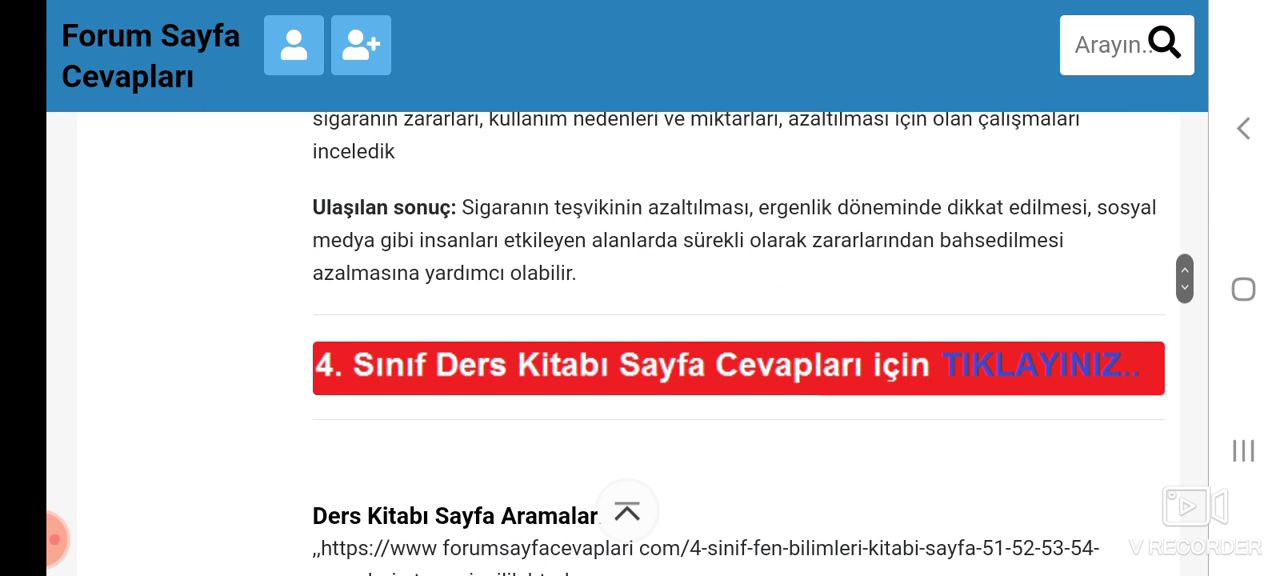 Forum Sayfa
Cevapları
Arayın..
sigaranın zararları, kullanım nedenleri ve miktarları, azaltılması için olan çalışmaları
inceledik
Ulaşılan sonuç: Sigaranın teşvikinin azaltılması, ergenlik döneminde dikkat edilmesi, sosyal
medya gibi insanları etkileyen alanlarda sürekli olarak zararlarından bahsedilmesi
azalmasına yardımcı olabilir.
4. Sınıf Ders Kitabı Sayfa Cevapları için TIKLAYINIZ..
Ders Kitabı Sayfa Aramaları
,,https://www forumsayfacevaplari com/4-sinif-fen-bilimleri-kitabi-sayfa-51-52-53-54-
V RECORDER